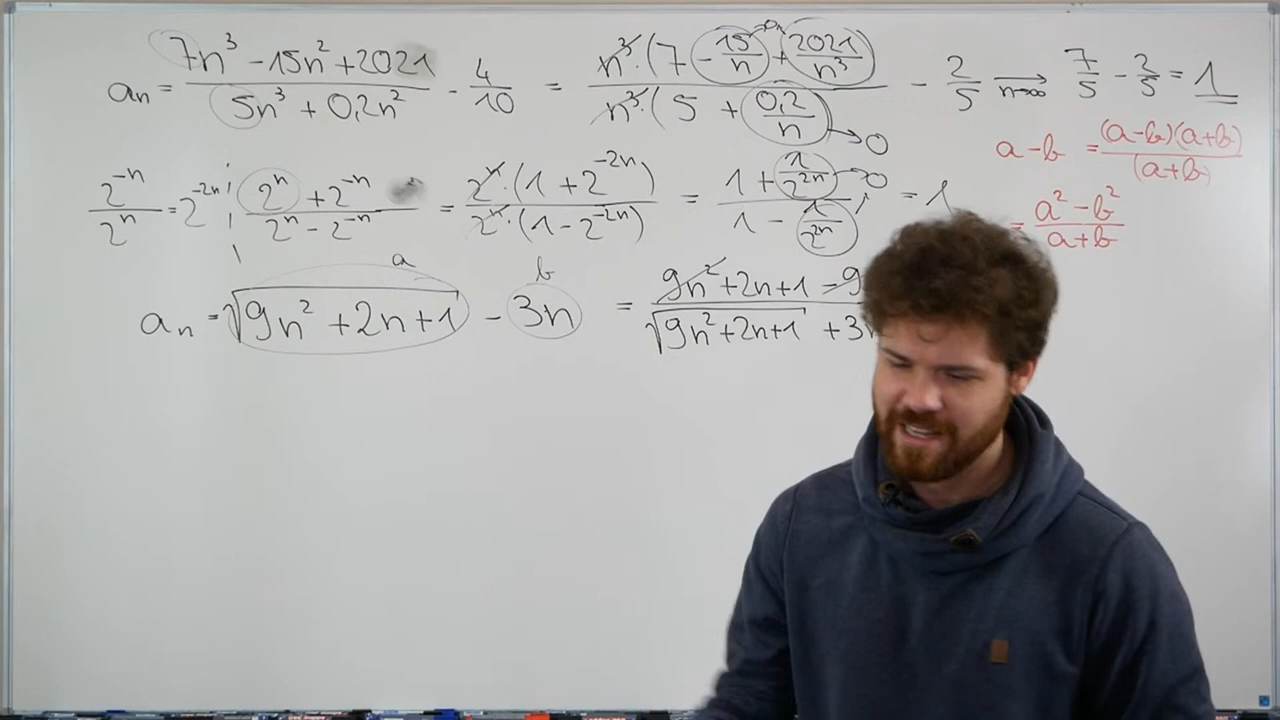 aₙ = (7n³ - 15n² + 2021)/(5n³ + 0,2n²) - 4/10 = (n³·(7 - 15/n + 2021/n³))/(n³·(5 + 0,2/n)) - 2/5 → n→∞ 7/5 - 2/5 = 1
→0
a-b = (a-b)(a+b)/(a+b)
2⁻ⁿ/2ⁿ = 2⁻²ⁿ (2ⁿ + 2⁻ⁿ)/(2ⁿ - 2⁻ⁿ) = (2ⁿ·(1 + 2⁻²ⁿ))/(2ⁿ·(1 - 2⁻²ⁿ)) = (1 + 1/2²ⁿ)/(1 - 1/2²ⁿ) →0 = 1
= (a² - b²)/(a+b)
a b
aₙ = √(9n² + 2n + 1) - 3n = (9n² + 2n + 1 - 9)/(√(9n² + 2n + 1) + 3